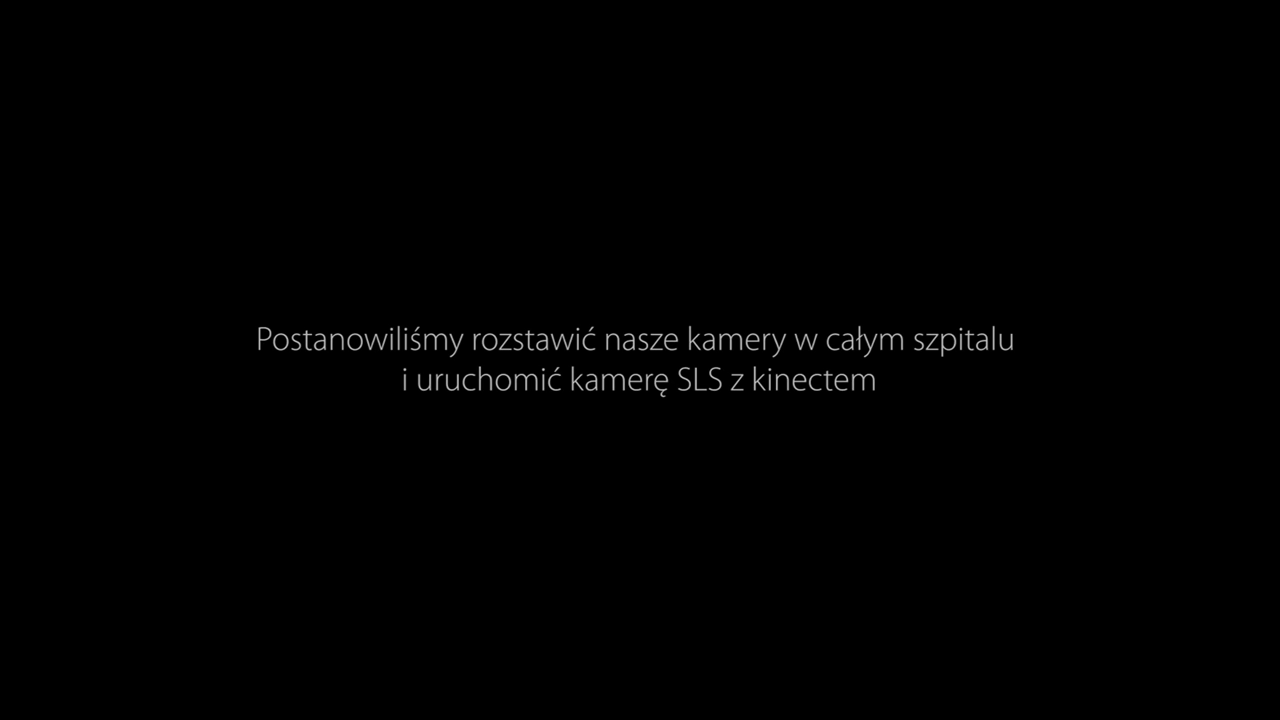 Postanowiliśmy rozstawić nasze kamery w całym szpitalu
i uruchomić kamerę SLS z kinectem